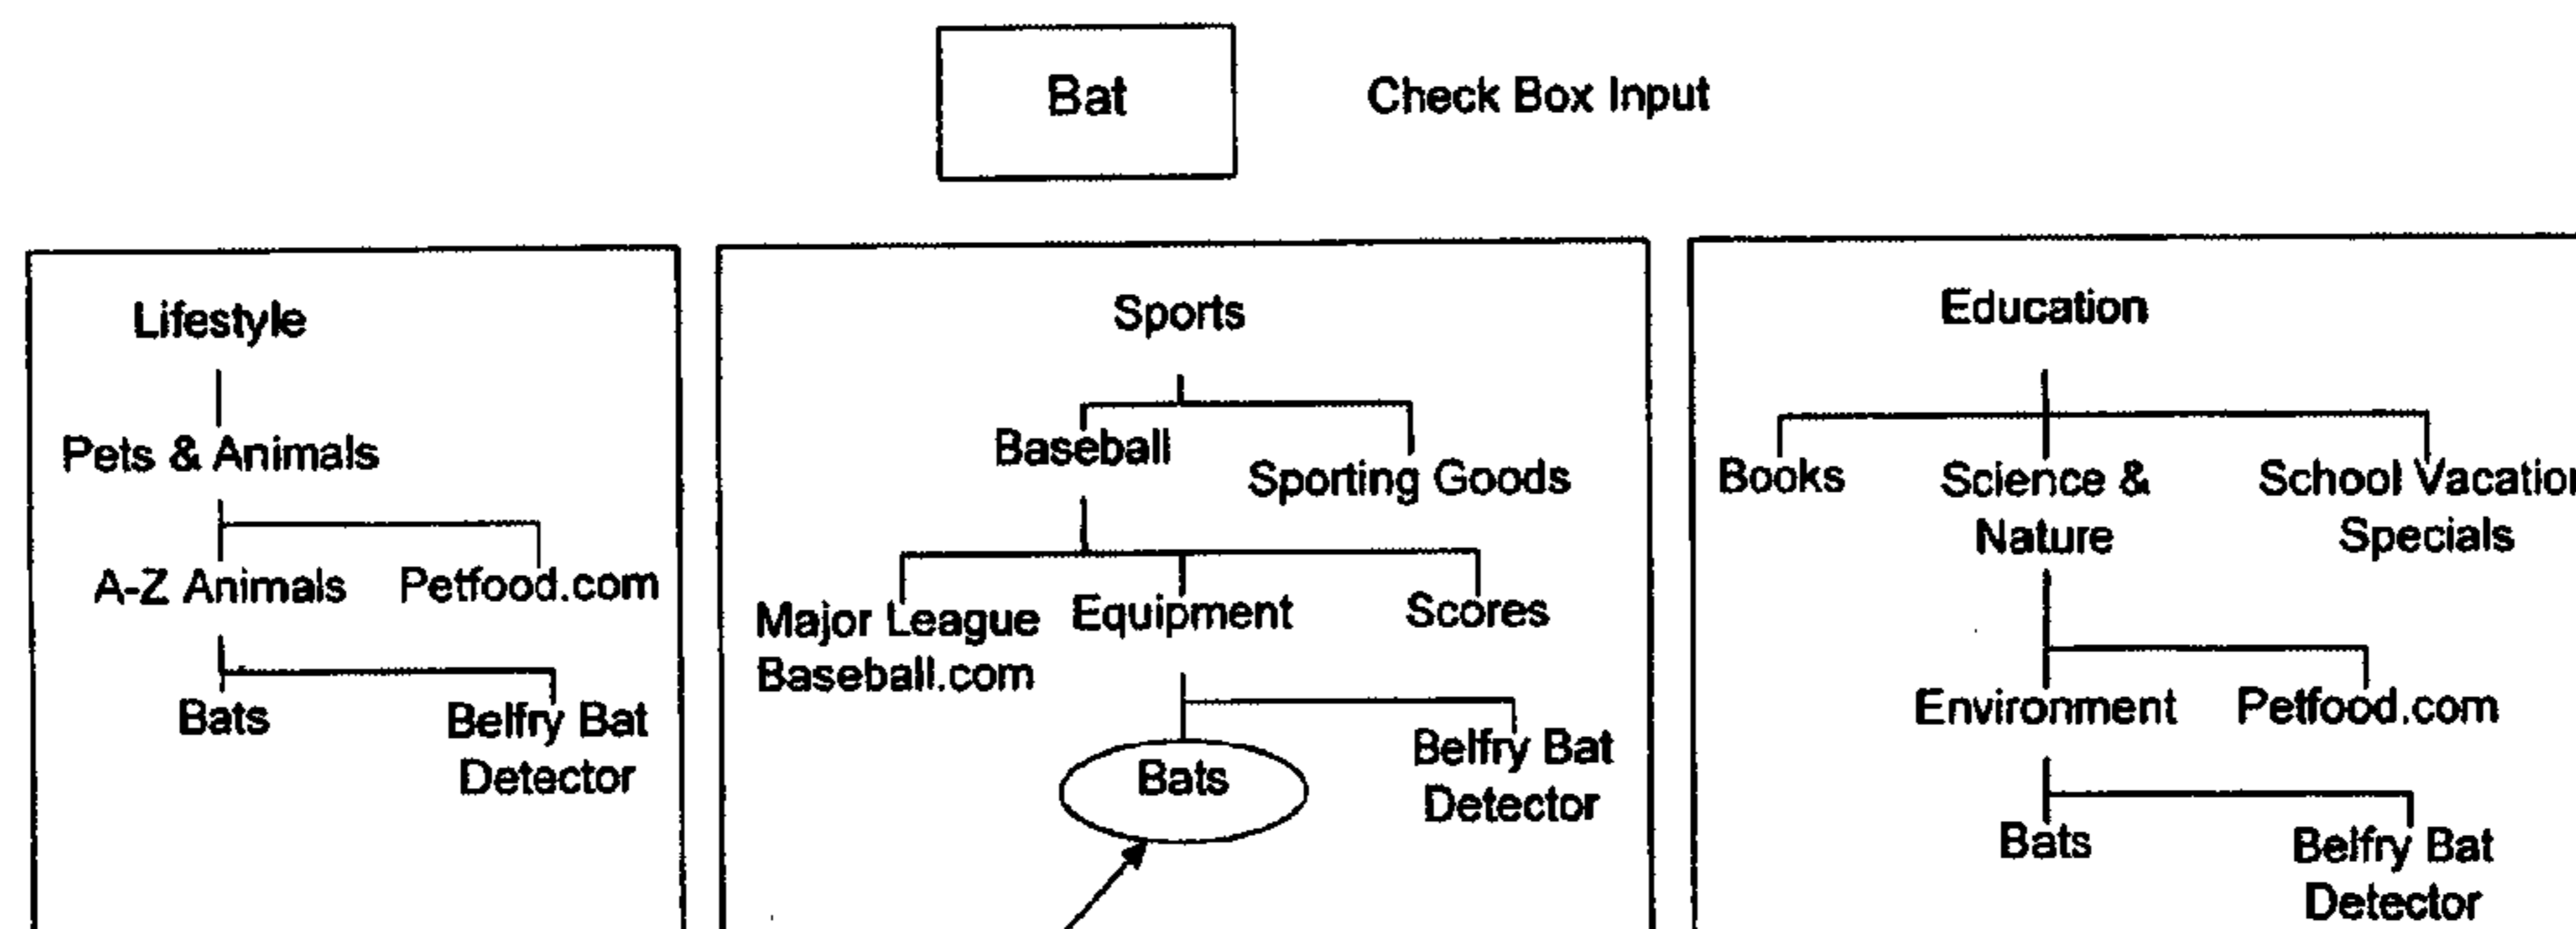 Bat
Check Box Input
Lifestyle
Pets & Animals
A-Z Animals
Petfood.com
Bats
Belfry Bat
Detector
Sports
Baseball
Sporting Goods
Major League
Baseball.com
Equipment
Scores
Bats
Belfry Bat
Detector
Education
Books
Science &
Nature
School Vacation
Specials
Environment
Petfood.com
Bats
Belfry Bat
Detector